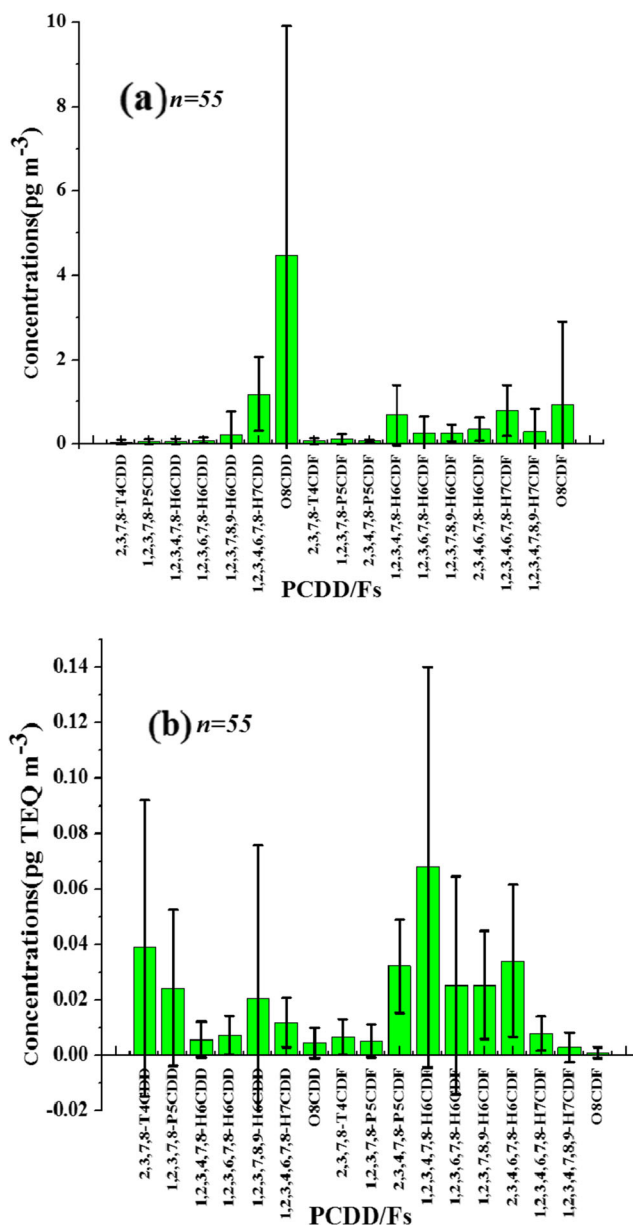 10
8
6
4
2
0
Concentrations(pg m-3)
(a) n=55
2,3,7,8-T4CDD
1,2,3,7,8-P5CDD
1,2,3,4,7,8-H6CDD
1,2,3,6,7,8-H6CDD
1,2,3,7,8,9-H6CDD
1,2,3,4,6,7,8-H7CDD
O8CDD
2,3,7,8-T4CDF
1,2,3,7,8-P5CDF
2,3,4,7,8-P5CDF
1,2,3,4,7,8-H6CDF
1,2,3,6,7,8-H6CDF
1,2,3,7,8,9-H6CDF
2,3,4,6,7,8-H6CDF
1,2,3,4,6,7,8-H7CDF
1,2,3,4,7,8,9-H7CDF
O8CDF
PCDD/Fs
0.14
0.12
0.10
0.08
0.06
0.04
0.02
0.00
-0.02
Concentrations(pg TEQ m-3)
(b) n=55
2,3,7,8-T4CDD
1,2,3,7,8-P5CDD
1,2,3,4,7,8-H6CDD
1,2,3,6,7,8-H6CDD
1,2,3,7,8,9-H6CDD
1,2,3,4,6,7,8-H7CDD
O8CDD
2,3,7,8-T4CDF
1,2,3,7,8-P5CDF
2,3,4,7,8-P5CDF
1,2,3,4,7,8-H6CDF
1,2,3,6,7,8-H6CDF
1,2,3,7,8,9-H6CDF
2,3,4,6,7,8-H6CDF
1,2,3,4,6,7,8-H7CDF
1,2,3,4,7,8,9-H7CDF
O8CDF
PCDD/Fs